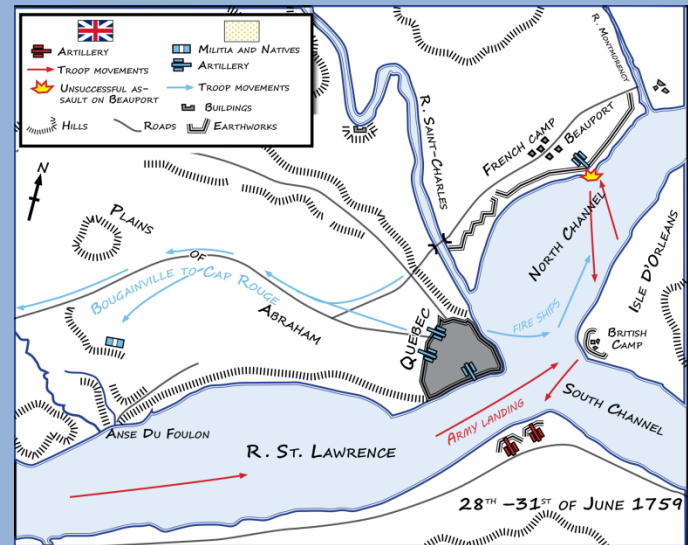 Artillery
Troop movements
Unsuccessful as-
sault on Beauport
Militia and Natives
Artillery
Troop movements
Buildings
Hills
Roads
Earthworks
N
R. Montmorency
R. Saint-Charles
French camp
Beauport
North Channel
Isle d'Orleans
Plains
of
Abraham
Bougainville to Cap Rouge
Quebec
fire ships
British
Camp
Army landing
South Channel
Anse du Foulon
R. St. Lawrence
28th -31st of June 1759